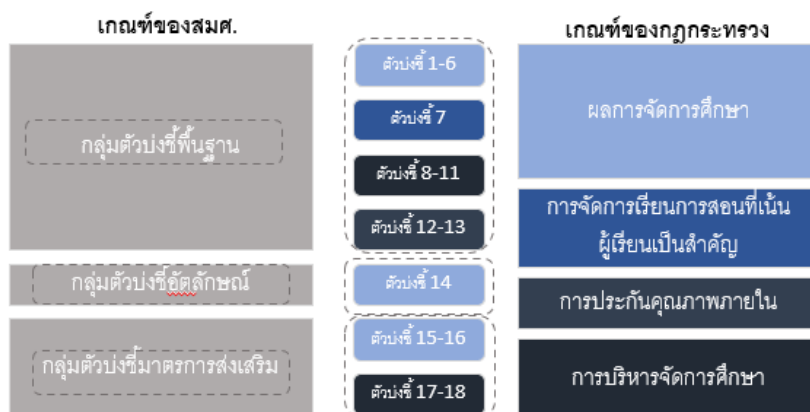 เกณฑ์ของสมศ.
กลุ่มตัวบ่งชี้พื้นฐาน
กลุ่มตัวบ่งชี้อัตลักษณ์
กลุ่มตัวบ่งชี้มาตรการส่งเสริม
ตัวบ่งชี้ 1-6
ตัวบ่งชี้ 7
ตัวบ่งชี้ 8-11
ตัวบ่งชี้ 12-13
ตัวบ่งชี้ 14
ตัวบ่งชี้ 15-16
ตัวบ่งชี้ 17-18
เกณฑ์ของกฎกระทรวง
ผลการจัดการศึกษา
การจัดการเรียนการสอนที่เน้น
ผู้เรียนเป็นสำคัญ
การประกันคุณภาพภายใน
การบริหารจัดการศึกษา